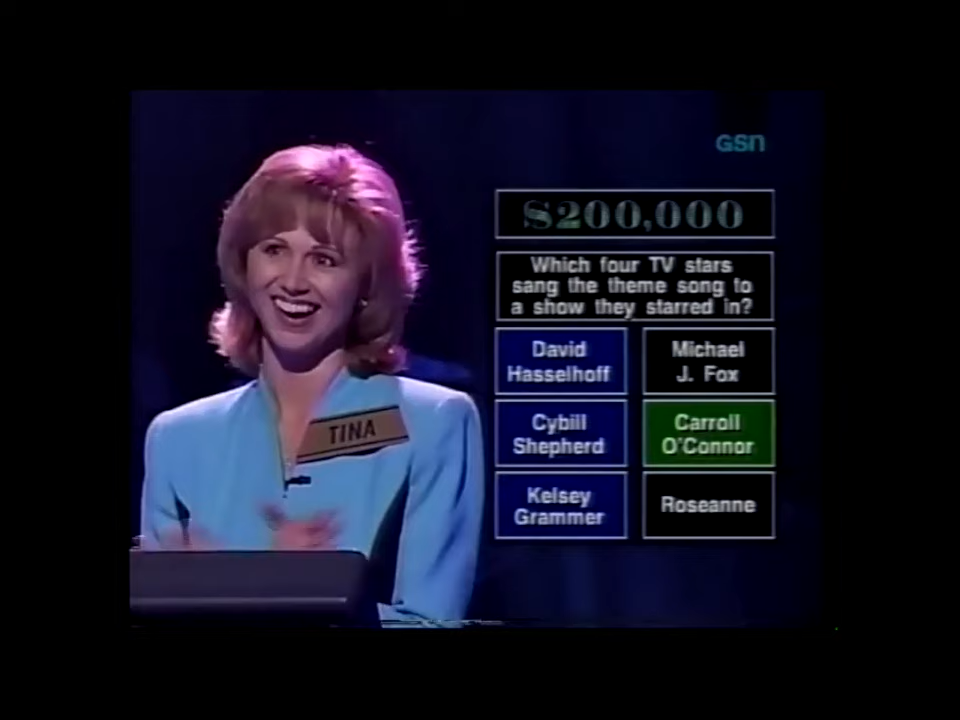 GSN
$200,000
Which four TV stars
sang the theme song to
a show they starred in?
David
Hasselhoff
Michael
J. Fox
Cybill
Shepherd
Carroll
O'Connor
Kelsey
Grammer
Roseanne
TINA